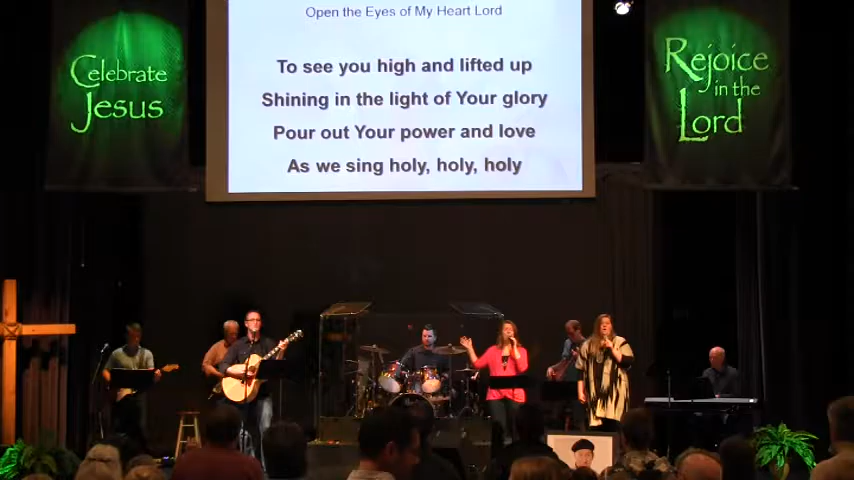 Celebrate
Jesus
Open the Eyes of My Heart Lord
To see you high and lifted up
Shining in the light of Your glory
Pour out Your power and love
As we sing holy, holy, holy
Rejoice
in the
Lord